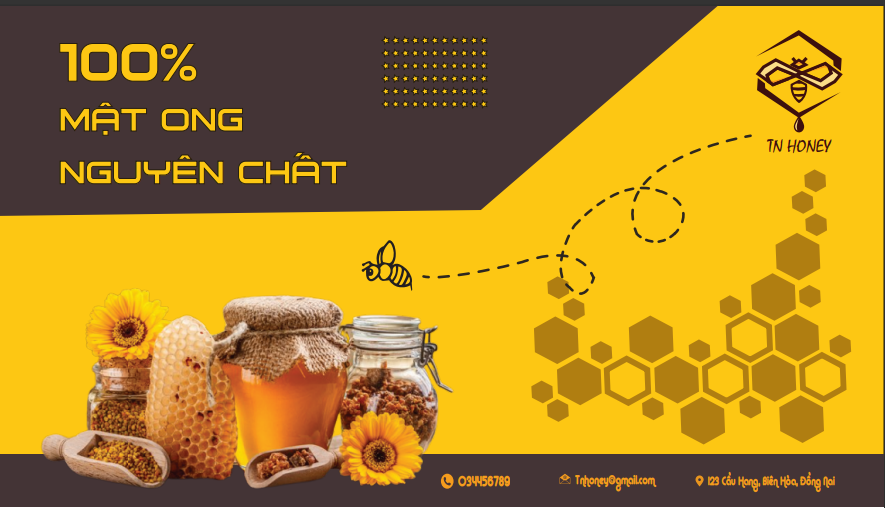 100%
MẬT ONG
NGUYÊN CHẤT
TN HONEY
034456789
Tnhoney@gmail.com
123 Cầu Hang, Biên Hòa, Đồng Nai